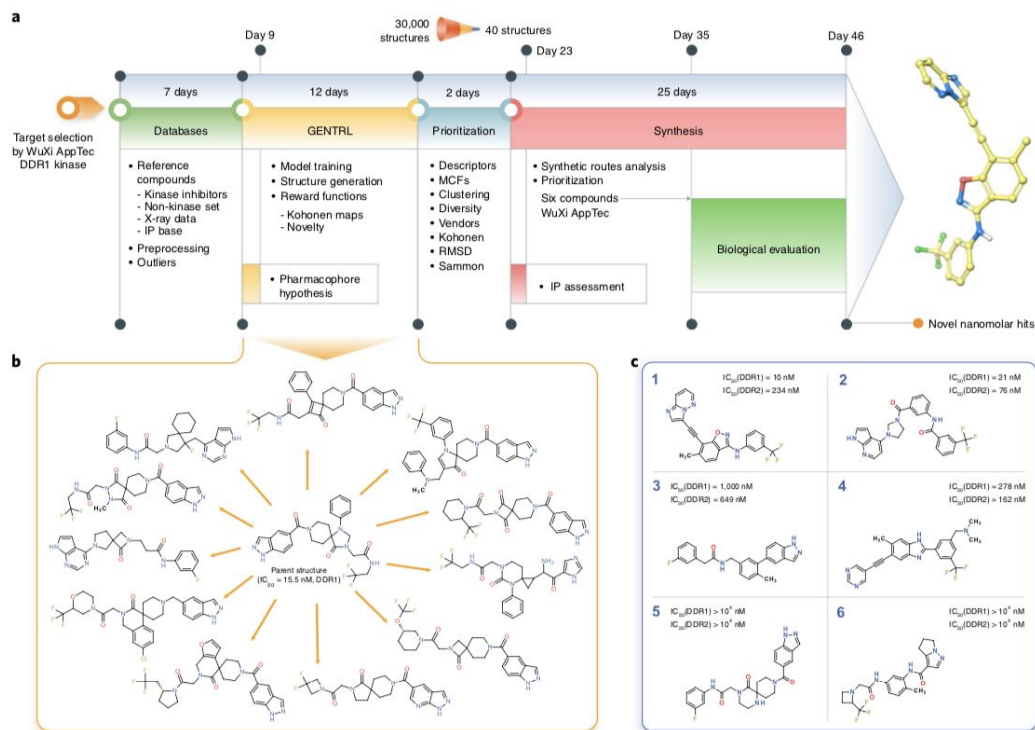 a
30,000
structures
40 structures
Day 9
Day 23
Day 35
Day 46
7 days
12 days
2 days
25 days
Target selection
by WuXi AppTec
DDR1 kinase
Databases
GENTRL
Prioritization
Synthesis
• Reference
compounds
- Kinase inhibitors
- Non-kinase set
- X-ray data
- IP base
• Preprocessing
• Outliers
• Model training
• Structure generation
• Reward functions
- Kohonen maps
- Novelty
• Pharmacophore
hypothesis
• Descriptors
• MCFs
• Clustering
• Diversity
• Vendors
• Kohonen
• RMSD
• Sammon
• Synthetic routes analysis
• Prioritization
Six compounds
WuXi AppTec
• IP assessment
Biological evaluation
Novel nanomolar hits
b
Parent structure
(IC50 = 15.5 nM, DDR1)
c
1
IC50(DDR1) = 10 nM
IC50(DDR2) = 234 nM
2
IC50(DDR1) = 21 nM
IC50(DDR2) = 76 nM
3
IC50(DDR1) = 1,000 nM
IC50(DDR2) = 649 nM
4
IC50(DDR1) = 278 nM
IC50(DDR2) = 162 nM
5
IC50(DDR1) > 10⁴ nM
IC50(DDR2) > 10⁴ nM
6
IC50(DDR1) > 10⁴ nM
IC50(DDR2) > 10⁴ nM